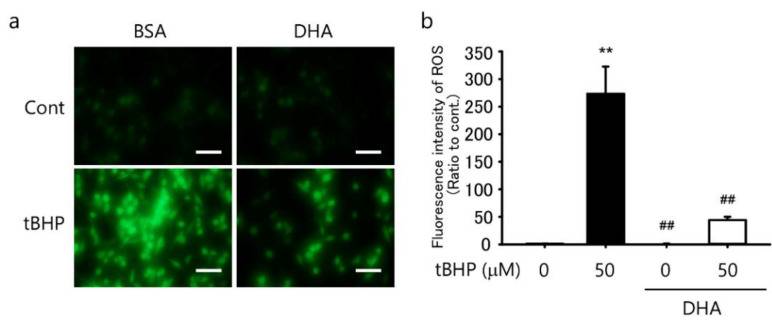 a
BSA DHA
Cont
tBHP
b
Fluorescence intensity of ROS
(Ratio to cont.)
350
300
250
200
150
100
50
0
**
##
##
tBHP (μM) 0 50 0 50
DHA